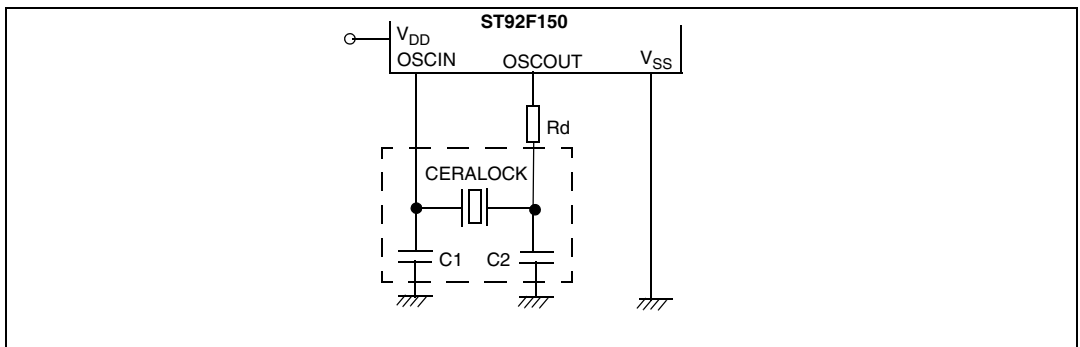 ST92F150
VDD
OSCIN
OSCOUT
VSS
Rd
CERALOCK
C1
C2